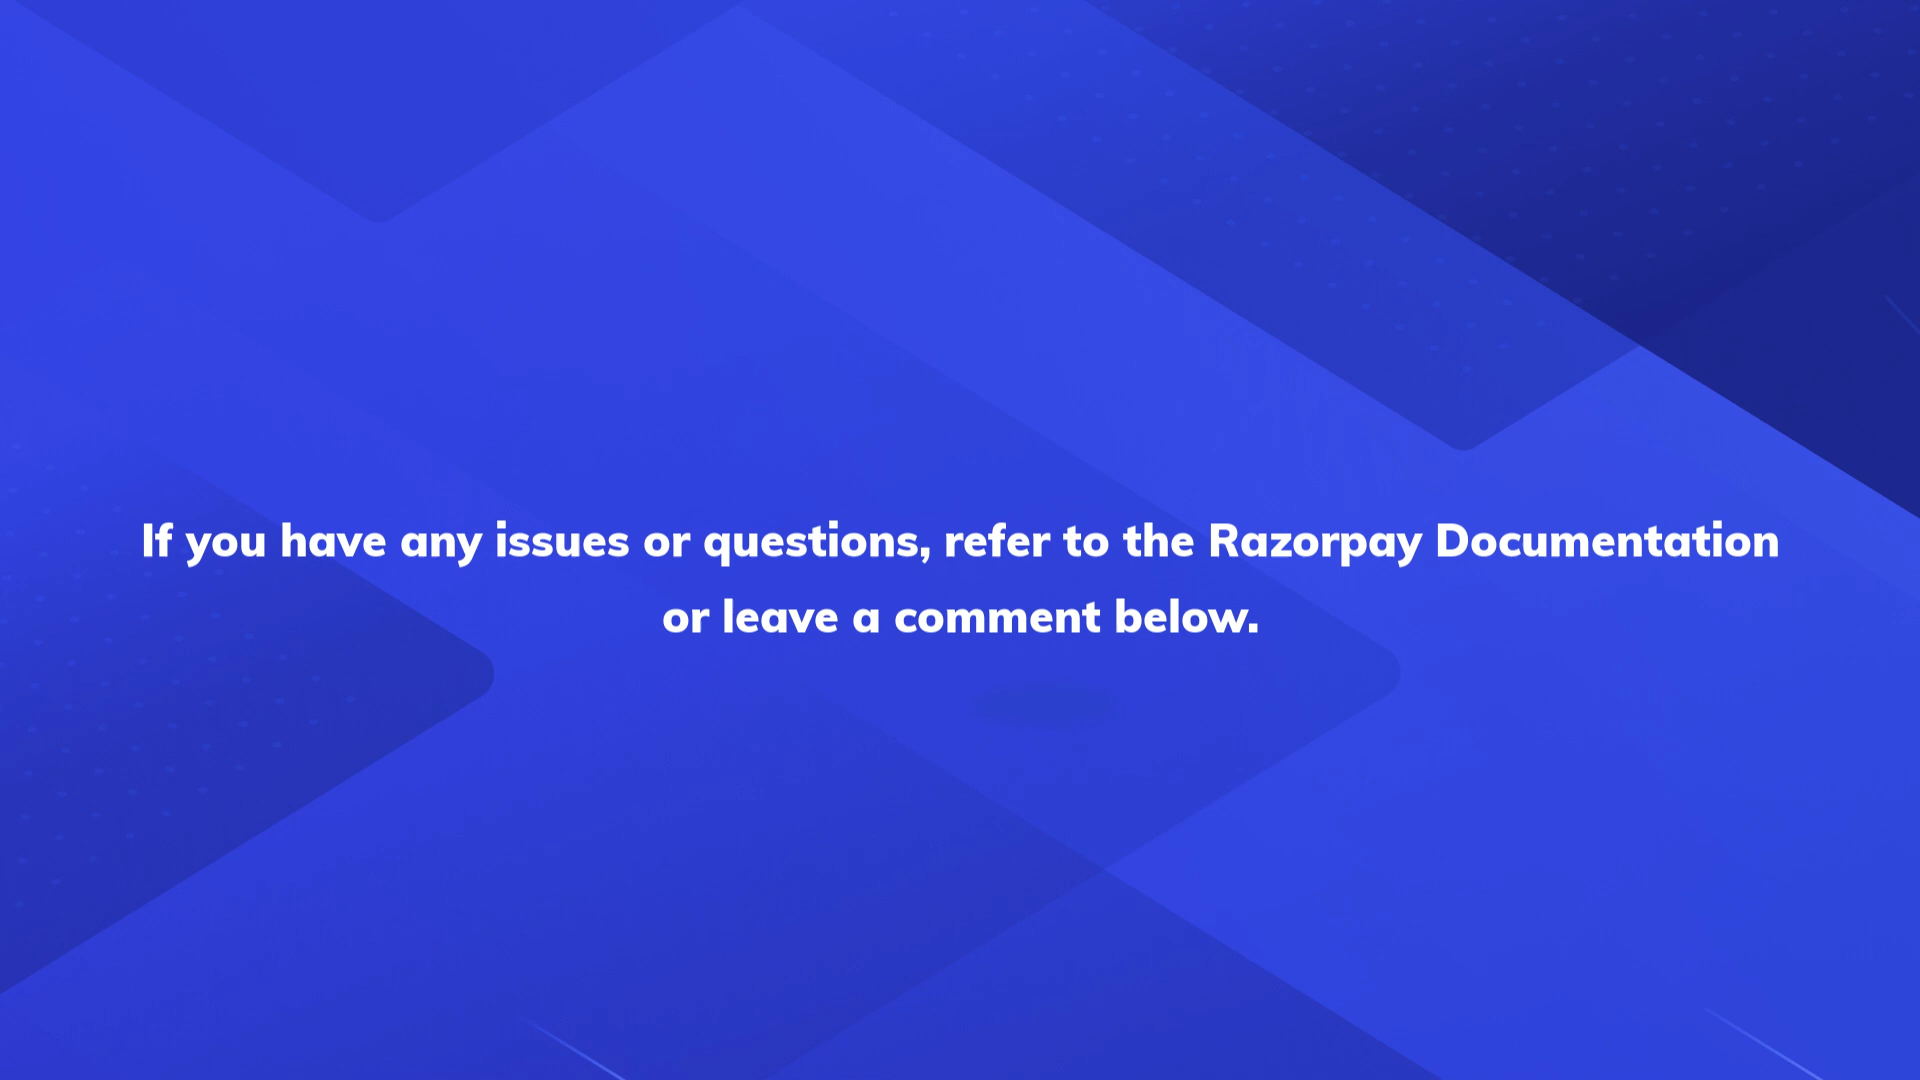 If you have any issues or questions, refer to the Razorpay Documentation
or leave a comment below.